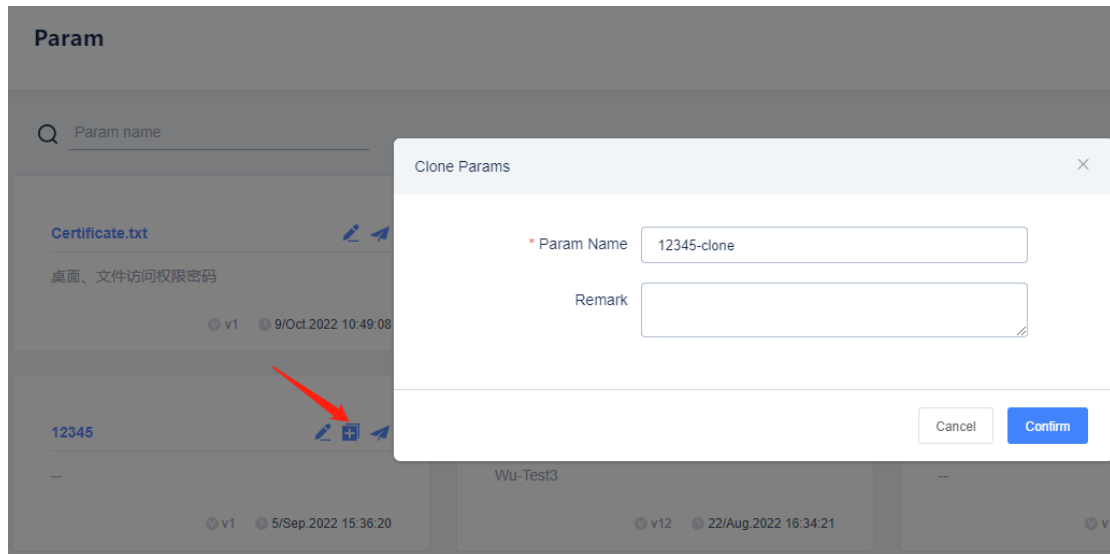 Param
Param name
Clone Params
Certificate.txt
* Param Name 12345-clone
桌面、文件访问权限密码
Remark
v1 9/Oct.2022 10:49:08
12345
Cancel Confirm
-- Wu-Test3 --
v1 5/Sep.2022 15:36:20 v12 22/Aug.2022 16:34:21 v